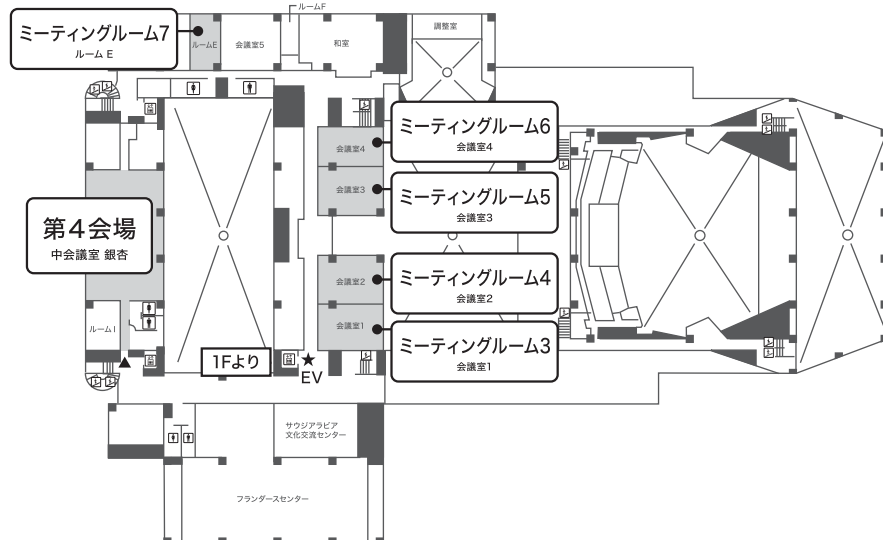 ミーティングルーム7
ルーム E
ルームE
会議室5
ルームF
和室
調整室
ミーティングルーム6
会議室4
会議室4
ミーティングルーム5
会議室3
会議室3
第4会場
中会議室 銀杏
ミーティングルーム4
会議室2
会議室2
ミーティングルーム3
会議室1
会議室1
ルームI
1Fより
EV
サウジアラビア
文化交流センター
フランダースセンター